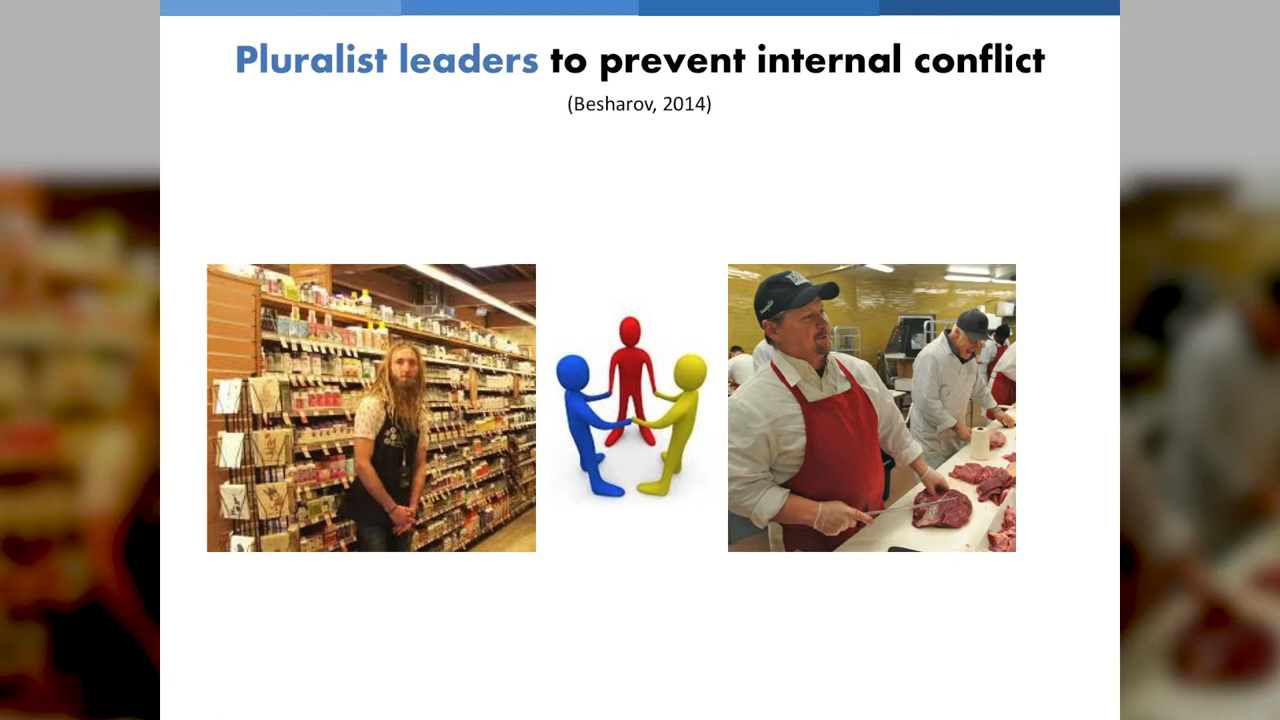 Pluralist leaders to prevent internal conflict
(Besharov, 2014)